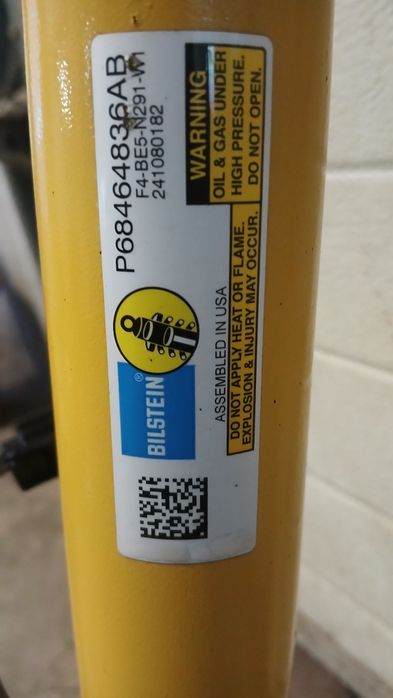 P68464836AB
F4-BE5-N291-W1
241080182
BILSTEIN®
ASSEMBLED IN USA
WARNING
OIL & GAS UNDER
HIGH PRESSURE.
DO NOT OPEN.
DO NOT APPLY HEAT OR FLAME.
EXPLOSION & INJURY MAY OCCUR.